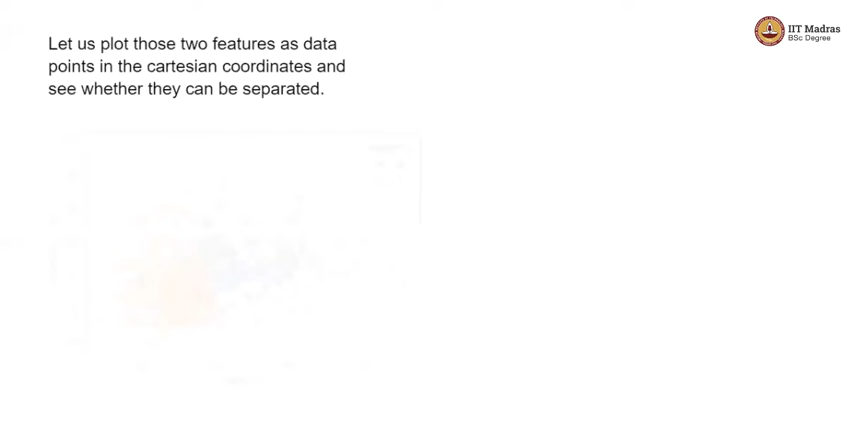 Let us plot those two features as data
points in the cartesian coordinates and
see whether they can be separated.
IIT Madras
BSc Degree